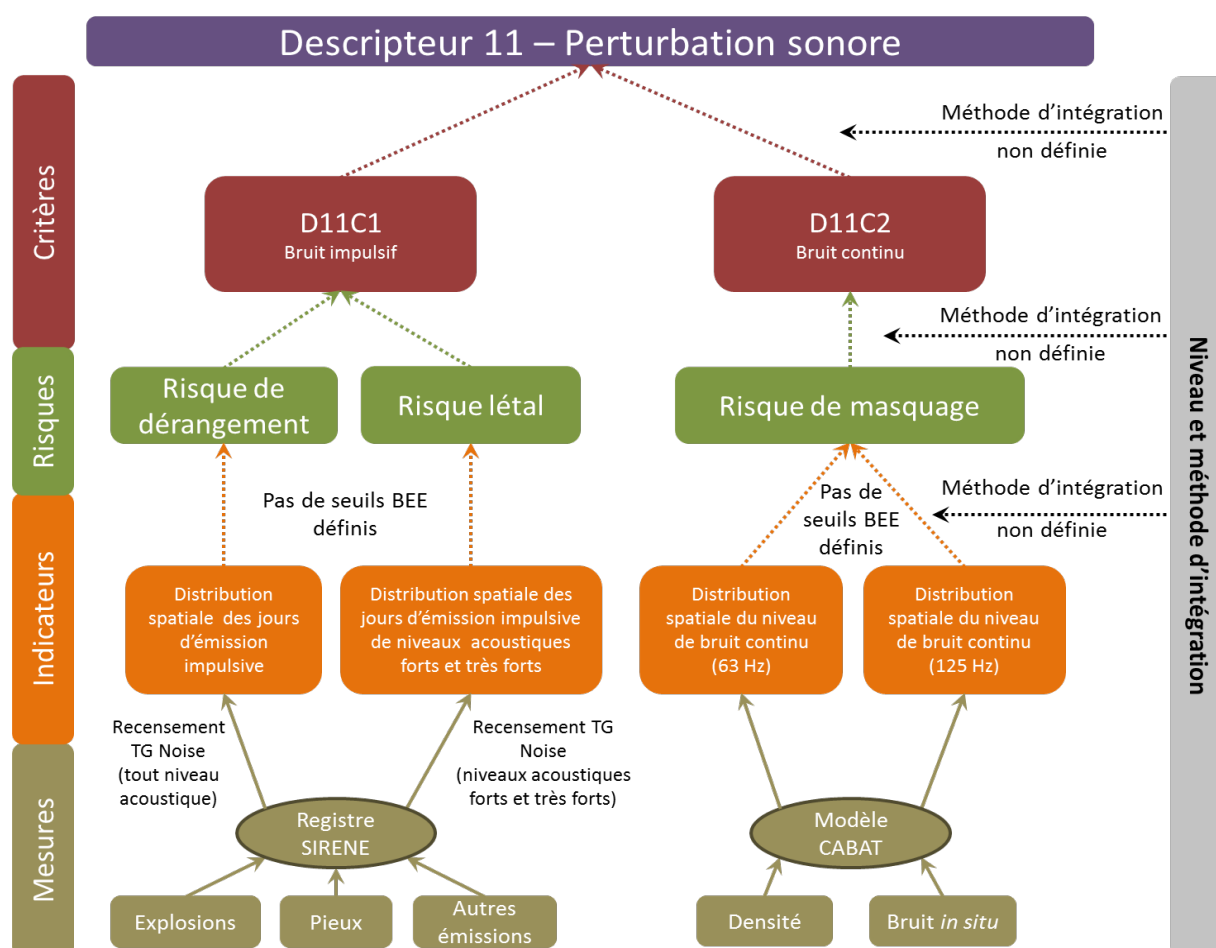 Descripteur 11 – Perturbation sonore
Critères
Méthode d’intégration
non définie
D11C1
Bruit impulsif
D11C2
Bruit continu
Méthode d’intégration
non définie
Risques
Risque de
dérangement
Risque létal
Risque de masquage
Niveau et méthode d’intégration
Indicateurs
Pas de seuils BEE
définis
Pas de
seuils BEE
définis
Méthode d’intégration
non définie
Distribution
spatiale des jours
d’émission
impulsive
Distribution spatiale des
jours d’émission impulsive
de niveaux acoustiques
forts et très forts
Distribution
spatiale du niveau
de bruit continu
(63 Hz)
Distribution
spatiale du niveau
de bruit continu
(125 Hz)
Mesures
Recensement
TG Noise
(tout niveau
acoustique)
Recensement TG
Noise
(niveaux acoustiques
forts et très forts)
Registre
SIRENE
Modèle
CABAT
Explosions
Pieux
Autres
émissions
Densité
Bruit in situ